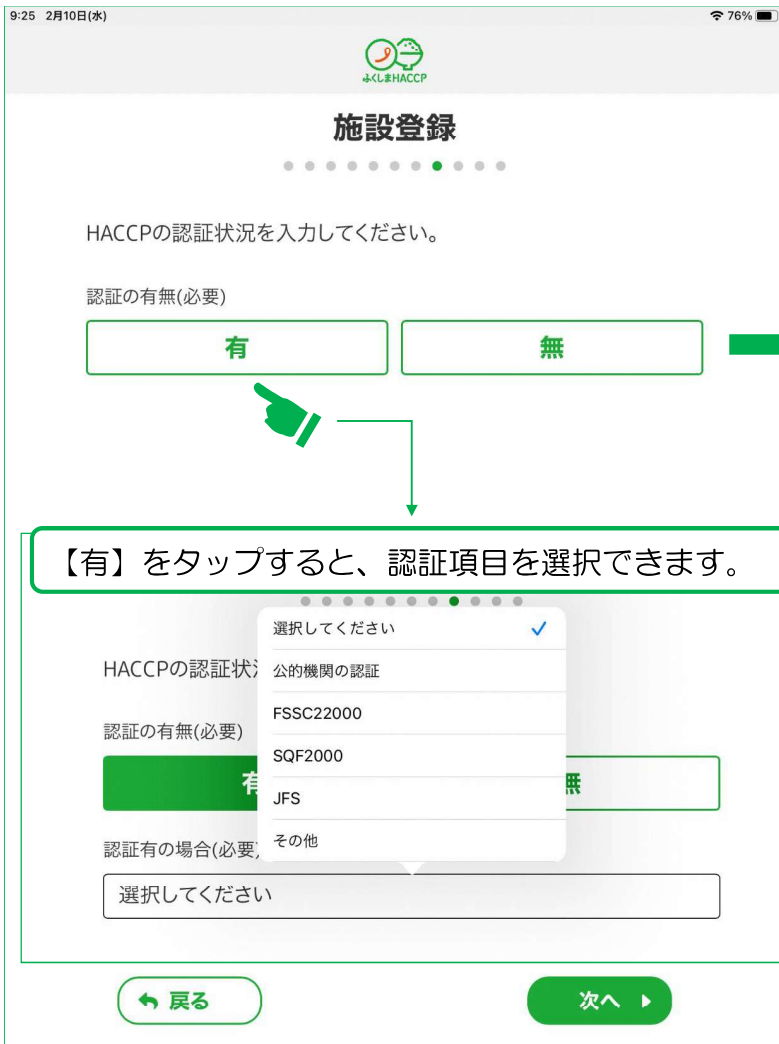 9:25 2月10日(水) 76%
ふくしまHACCP
施設登録
HACCPの認証状況を入力してください。
認証の有無(必要)
有 無
【有】をタップすると、認証項目を選択できます。
選択してください
HACCPの認証状
公的機関の認証
FSSC22000
認証の有無(必要)
SQF2000
有 無
JFS
その他
認証有の場合(必要)
選択してください
戻る 次へ